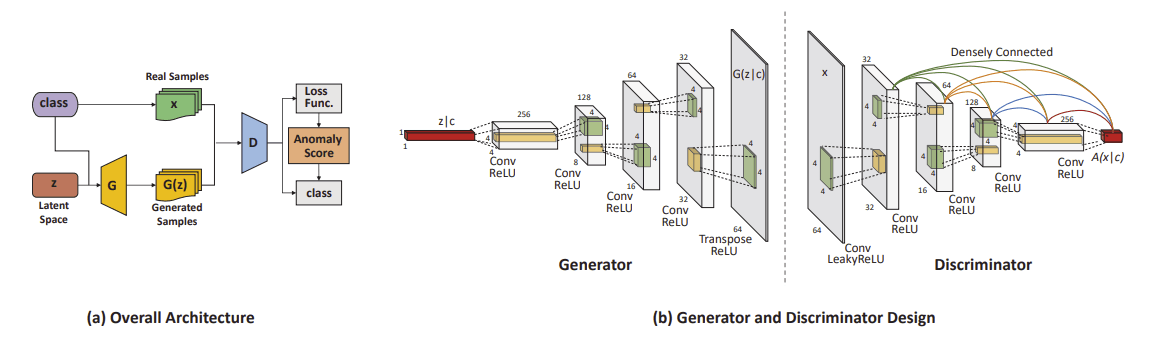 Real Samples
class
x
z
Latent
Space
G
G(z)
Generated
Samples
D
Loss
Func.
Anomaly
Score
class
(a) Overall Architecture
1
1
z|c
256
4
4
Conv
ReLU
128
4
4
8
Conv
ReLU
64
4
4
16
Conv
ReLU
32
4
4
4
32
Conv
ReLU
G(z|c)
4
64
Transpose
ReLU
Generator
x
4
64
Conv
LeakyReLU
32
4
4
4
32
Conv
ReLU
64
4
4
16
Conv
ReLU
128
4
4
8
Conv
ReLU
256
4
4
Conv
ReLU
4
A(x|c)
Densely Connected
Discriminator
(b) Generator and Discriminator Design